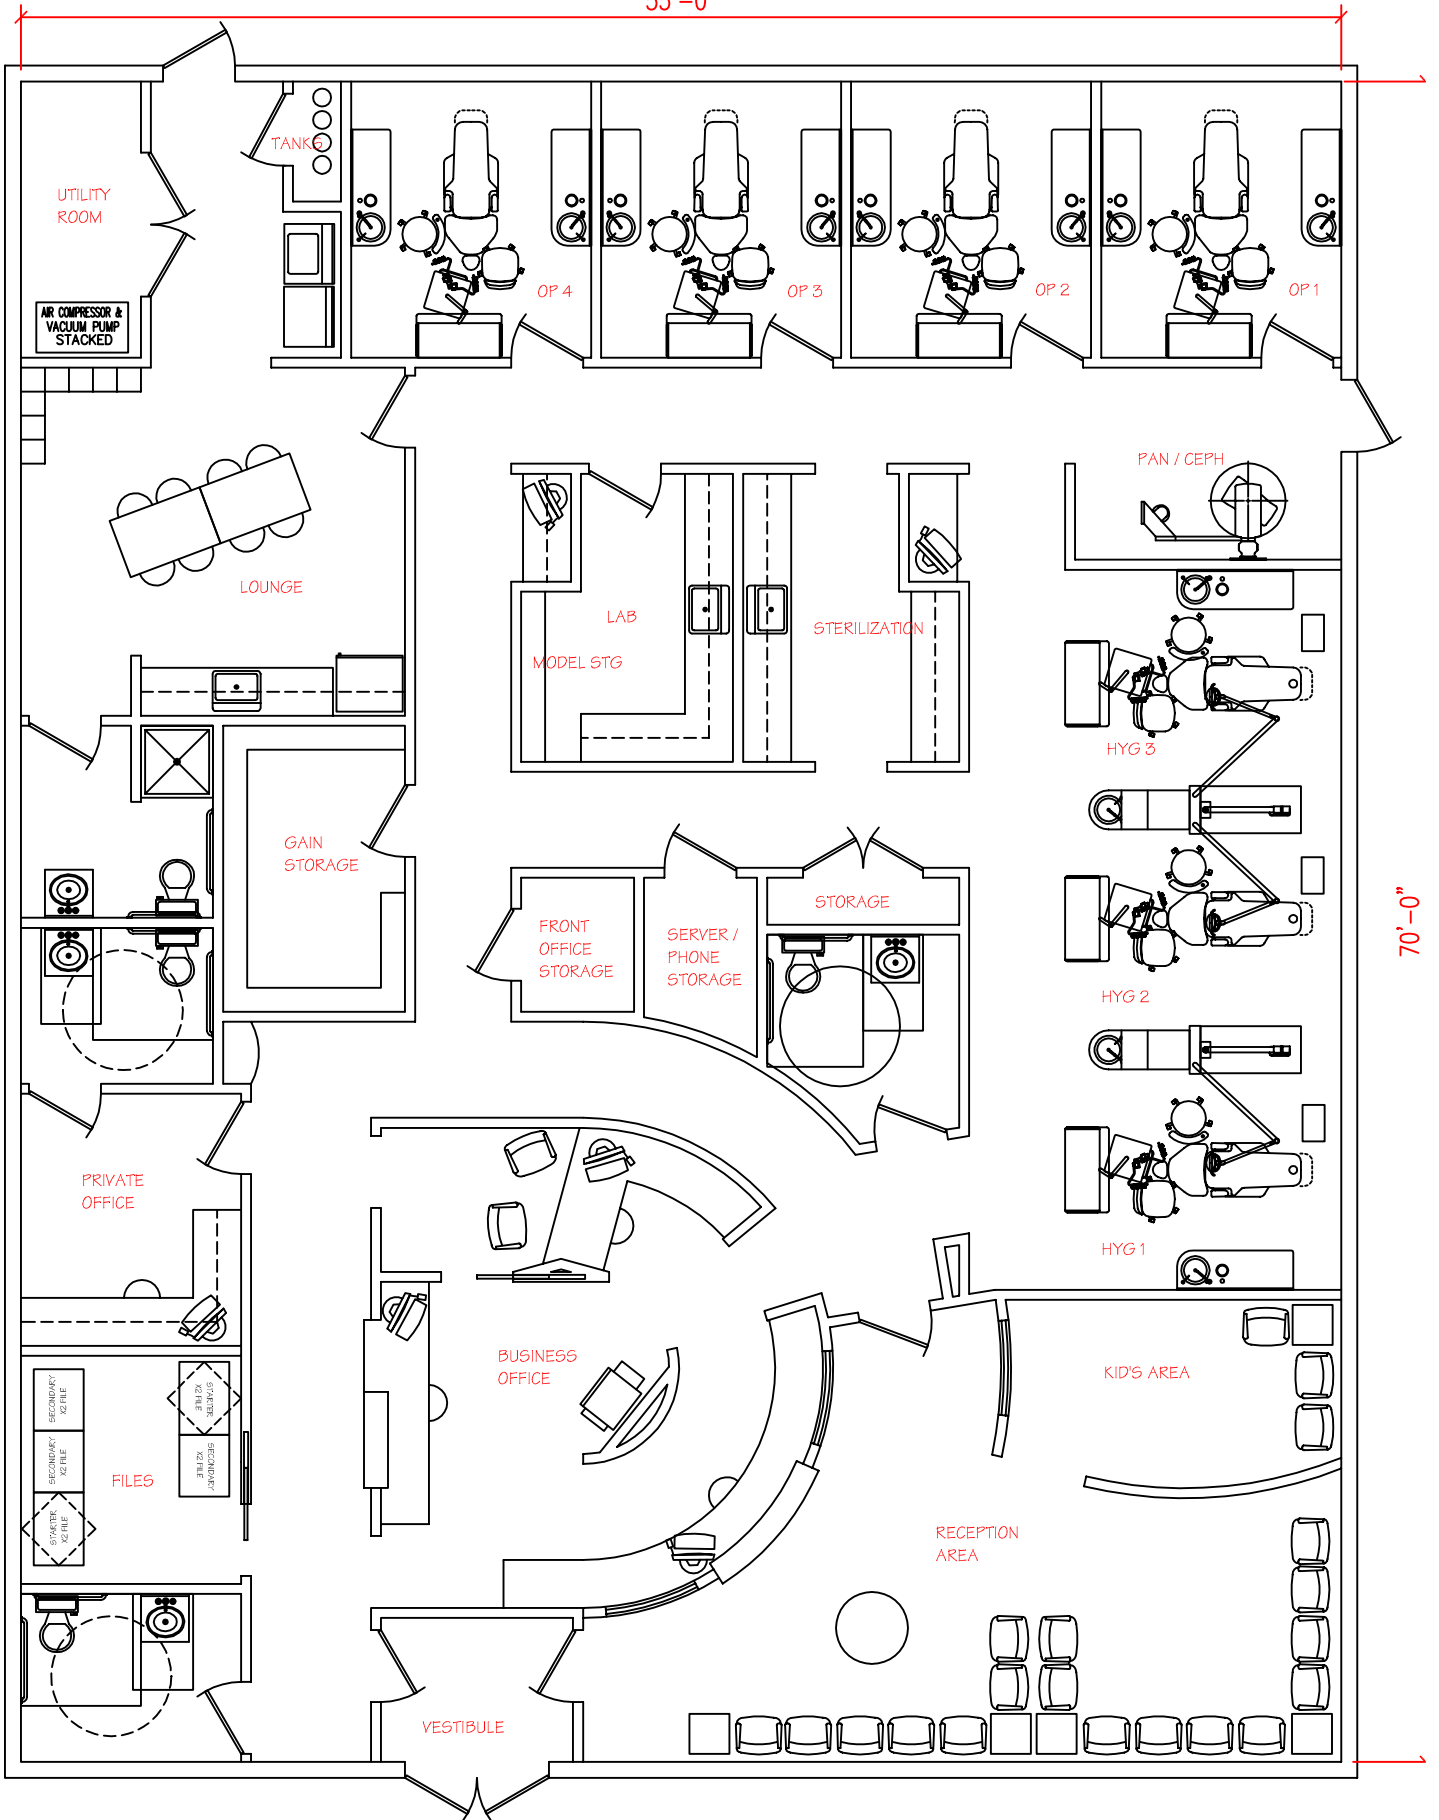 55'-0"
TANKS
UTILITY
ROOM
AIR COMPRESSOR &
VACUUM PUMP
STACKED
OP 4
OP 3
OP 2
OP 1
PAN / CEPH
LOUNGE
LAB
MODEL STG
STERILIZATION
HYG 3
GAIN
STORAGE
FRONT
OFFICE
STORAGE
SERVER /
PHONE
STORAGE
STORAGE
70'-0"
HYG 2
PRIVATE
OFFICE
HYG 1
BUSINESS
OFFICE
KID'S AREA
SECONDARY
X2 FILE
STARTER
X2 FILE
SECONDARY
X2 FILE
SECONDARY
X2 FILE
STARTER
X2 FILE
FILES
RECEPTION
AREA
VESTIBULE